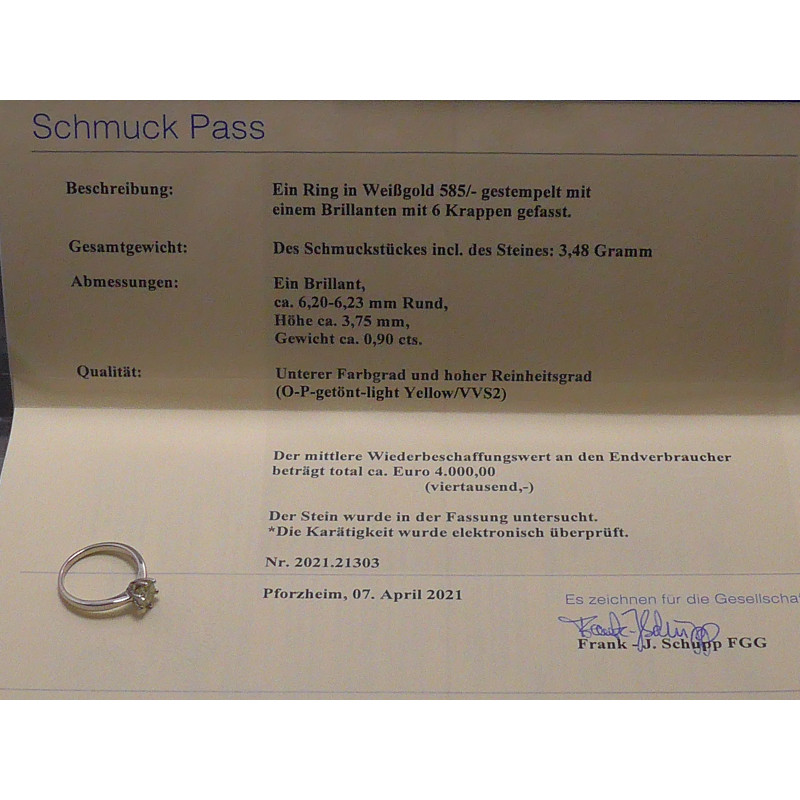 Schmuck Pass
Beschreibung: Ein Ring in Weißgold 585/- gestempelt mit
einem Brillanten mit 6 Krappen gefasst.
Gesamtgewicht: Des Schmuckstückes incl. des Steines: 3,48 Gramm
Abmessungen: Ein Brillant,
ca. 6,20-6,23 mm Rund,
Höhe ca. 3,75 mm,
Gewicht ca. 0,90 cts.
Qualität: Unterer Farbgrad und hoher Reinheitsgrad
(O-P-getönt-light Yellow/VVS2)
Der mittlere Wiederbeschaffungswert an den Endverbraucher
beträgt total ca. Euro 4.000,00
(viertausend,-)
Der Stein wurde in der Fassung untersucht.
*Die Karätigkeit wurde elektronisch überprüft.
Nr. 2021.21303
Pforzheim, 07. April 2021
Es zeichnen für die Gesellscha
Frank - J. Schupp FGG